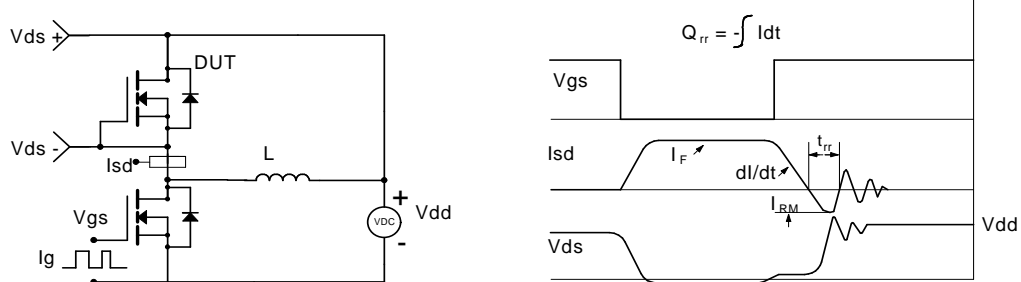 Vds +
DUT
Vds -
Isd
L
Vgs
Ig
+
VDC
-
Vdd
Q rr = - ∫ Idt
Vgs
Isd
I F
dI/dt
t rr
I RM
Vds
Vdd